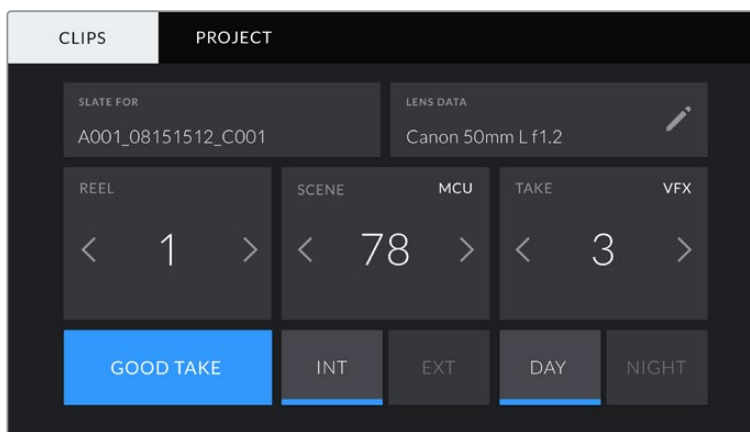 CLIPS PROJECT
SLATE FOR
A001_08151512_C001
LENS DATA
Canon 50mm L f1.2
REEL
1
SCENE MCU
78
TAKE VFX
3
GOOD TAKE INT EXT DAY NIGHT